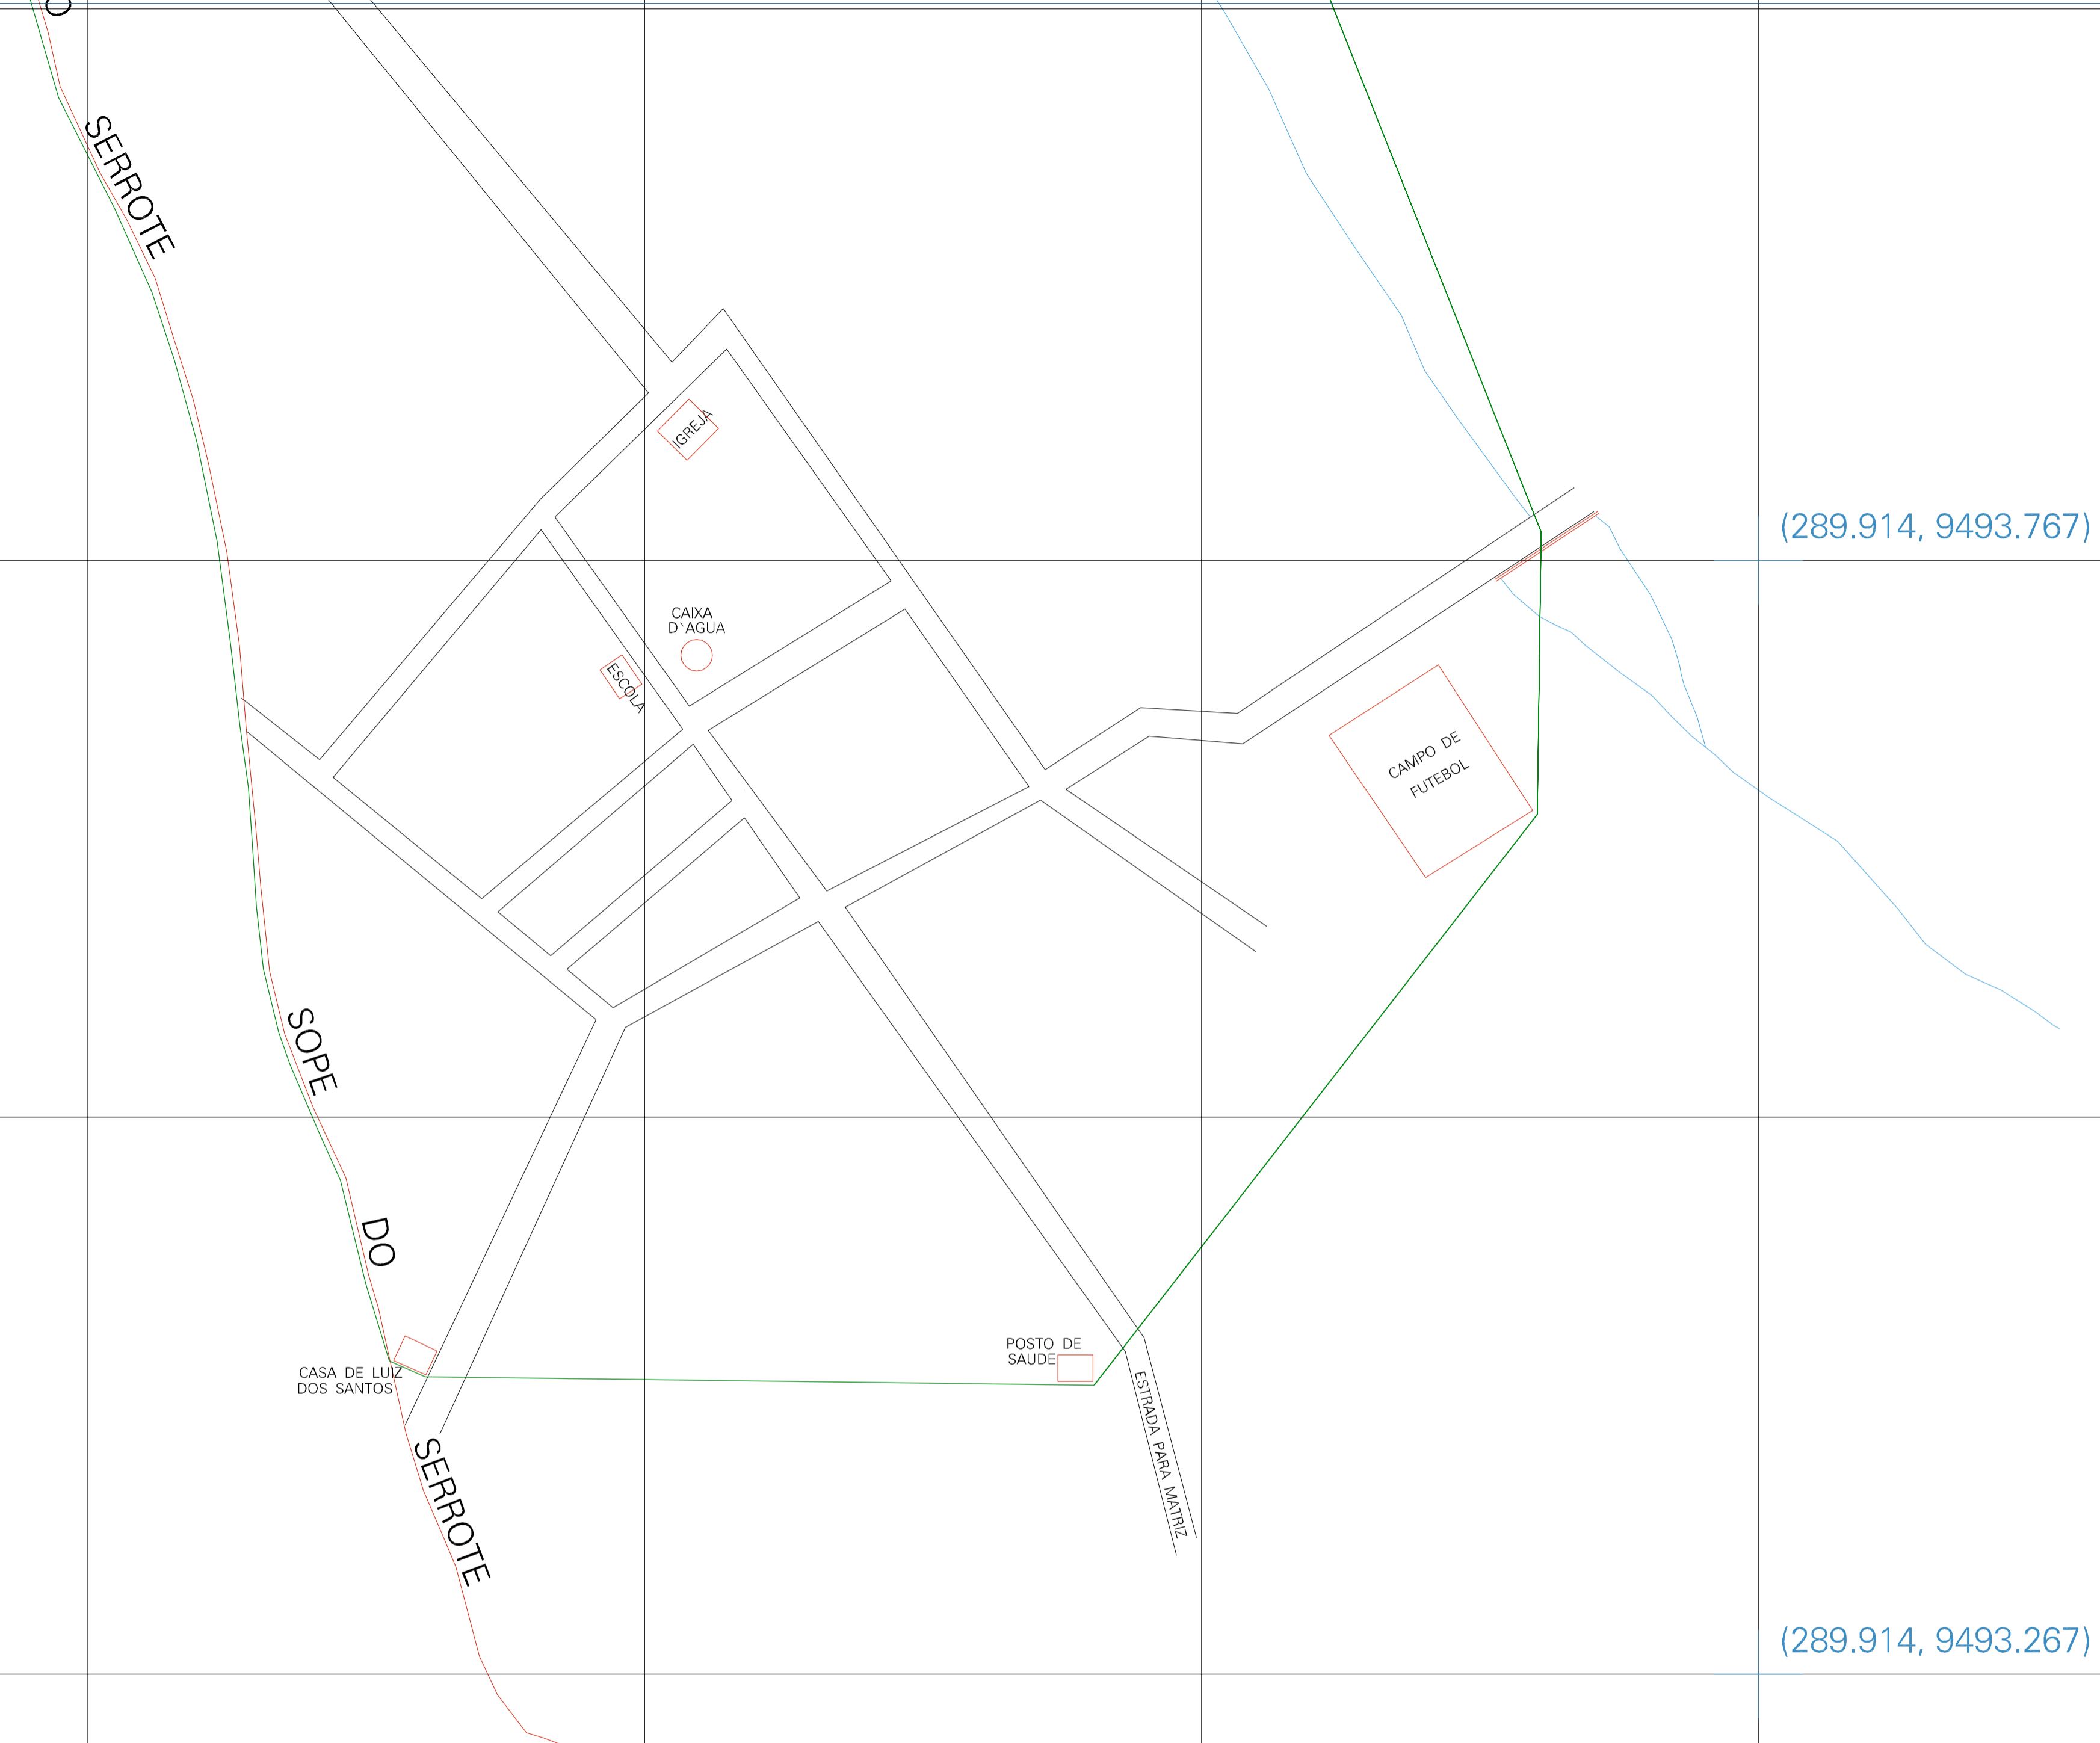 O
SERROTE
IGREJA
(289.914, 9493.767)
CAIXA
D`AGUA
ESCOLA
CAMPO DE
FUTEBOL
SOPE
DO
POSTO DE
SAUDE
CASA DE LUIZ
DOS SANTOS
ESTRADA PARA MATRIZ
SERROTE
(289.914, 9493.267)